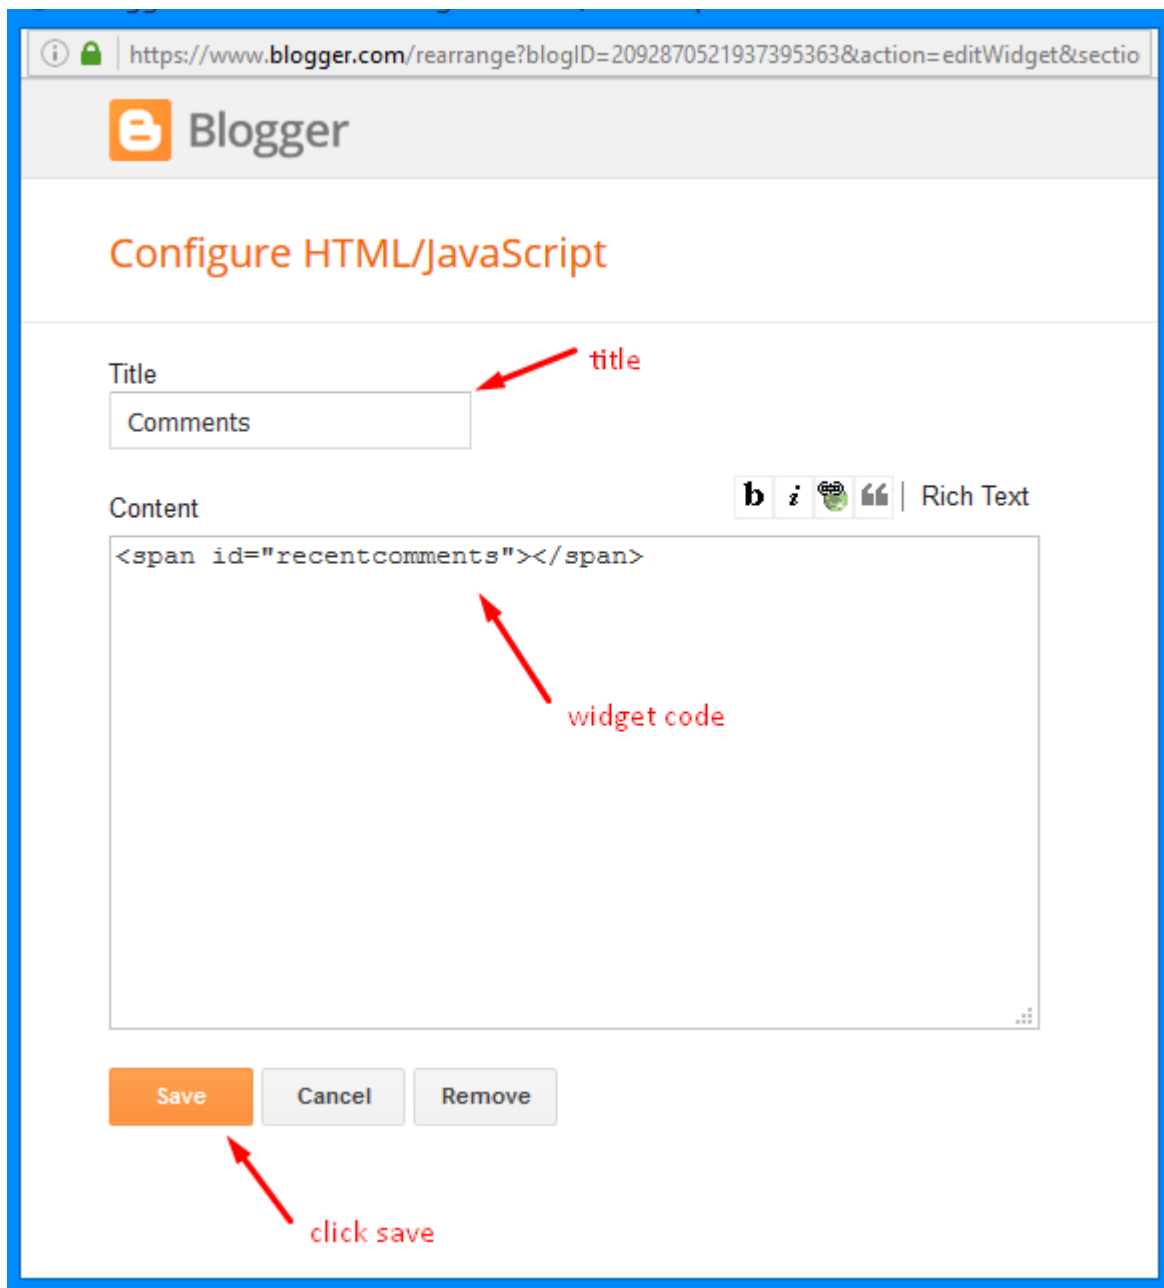 https://www.blogger.com/rearrange?blogID=2092870521937395363&action=editWidget&sectio
Blogger
Configure HTML/JavaScript
title
Title
Comments
b i Rich Text
Content
<span id="recentcomments"></span>
widget code
Save Cancel Remove
click save